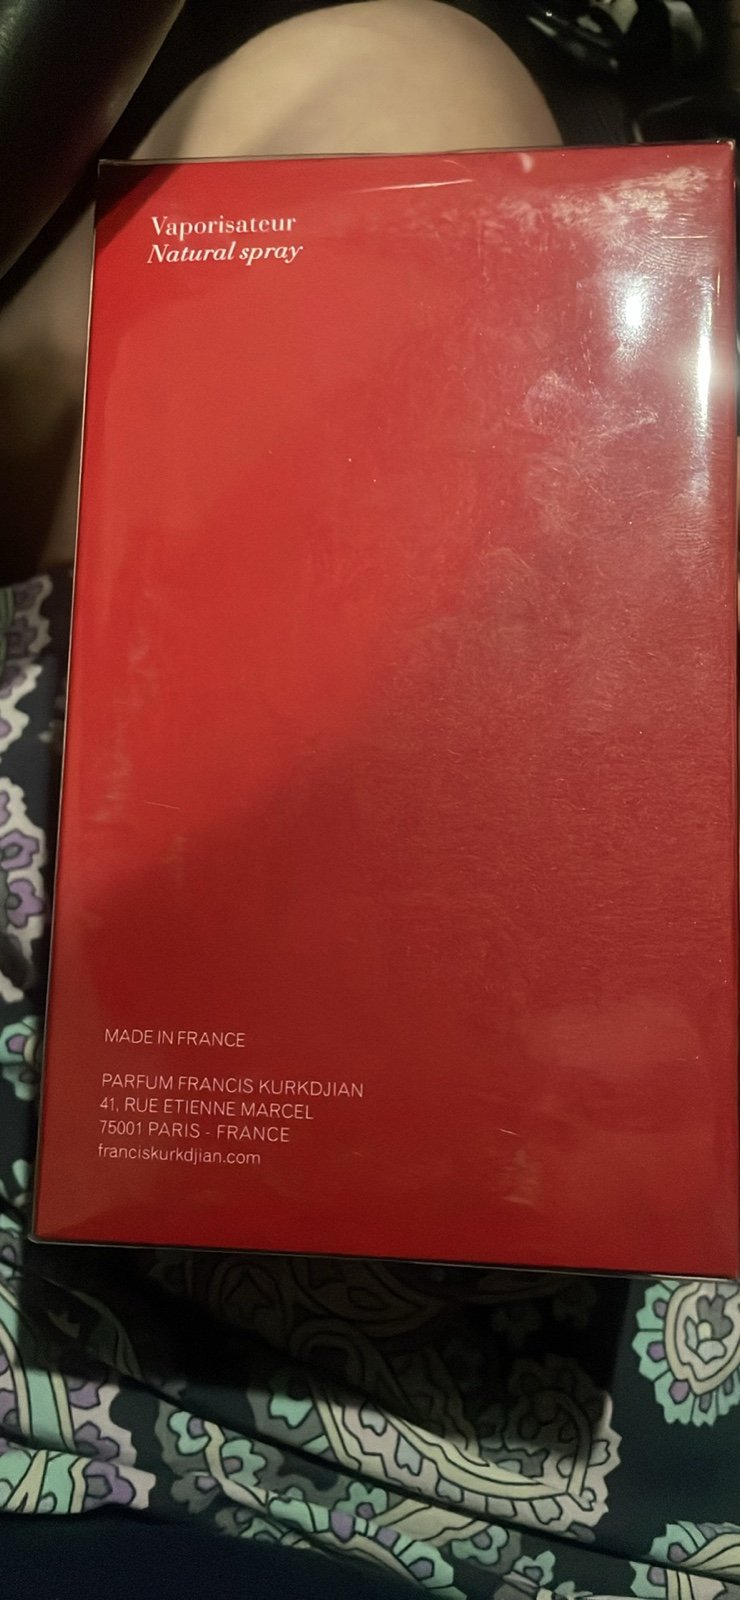 Vaporisateur
Natural spray
MADE IN FRANCE
PARFUM FRANCIS KURKDJIAN
41, RUE ETIENNE MARCEL
75001 PARIS - FRANCE
franciskurkdjian.com